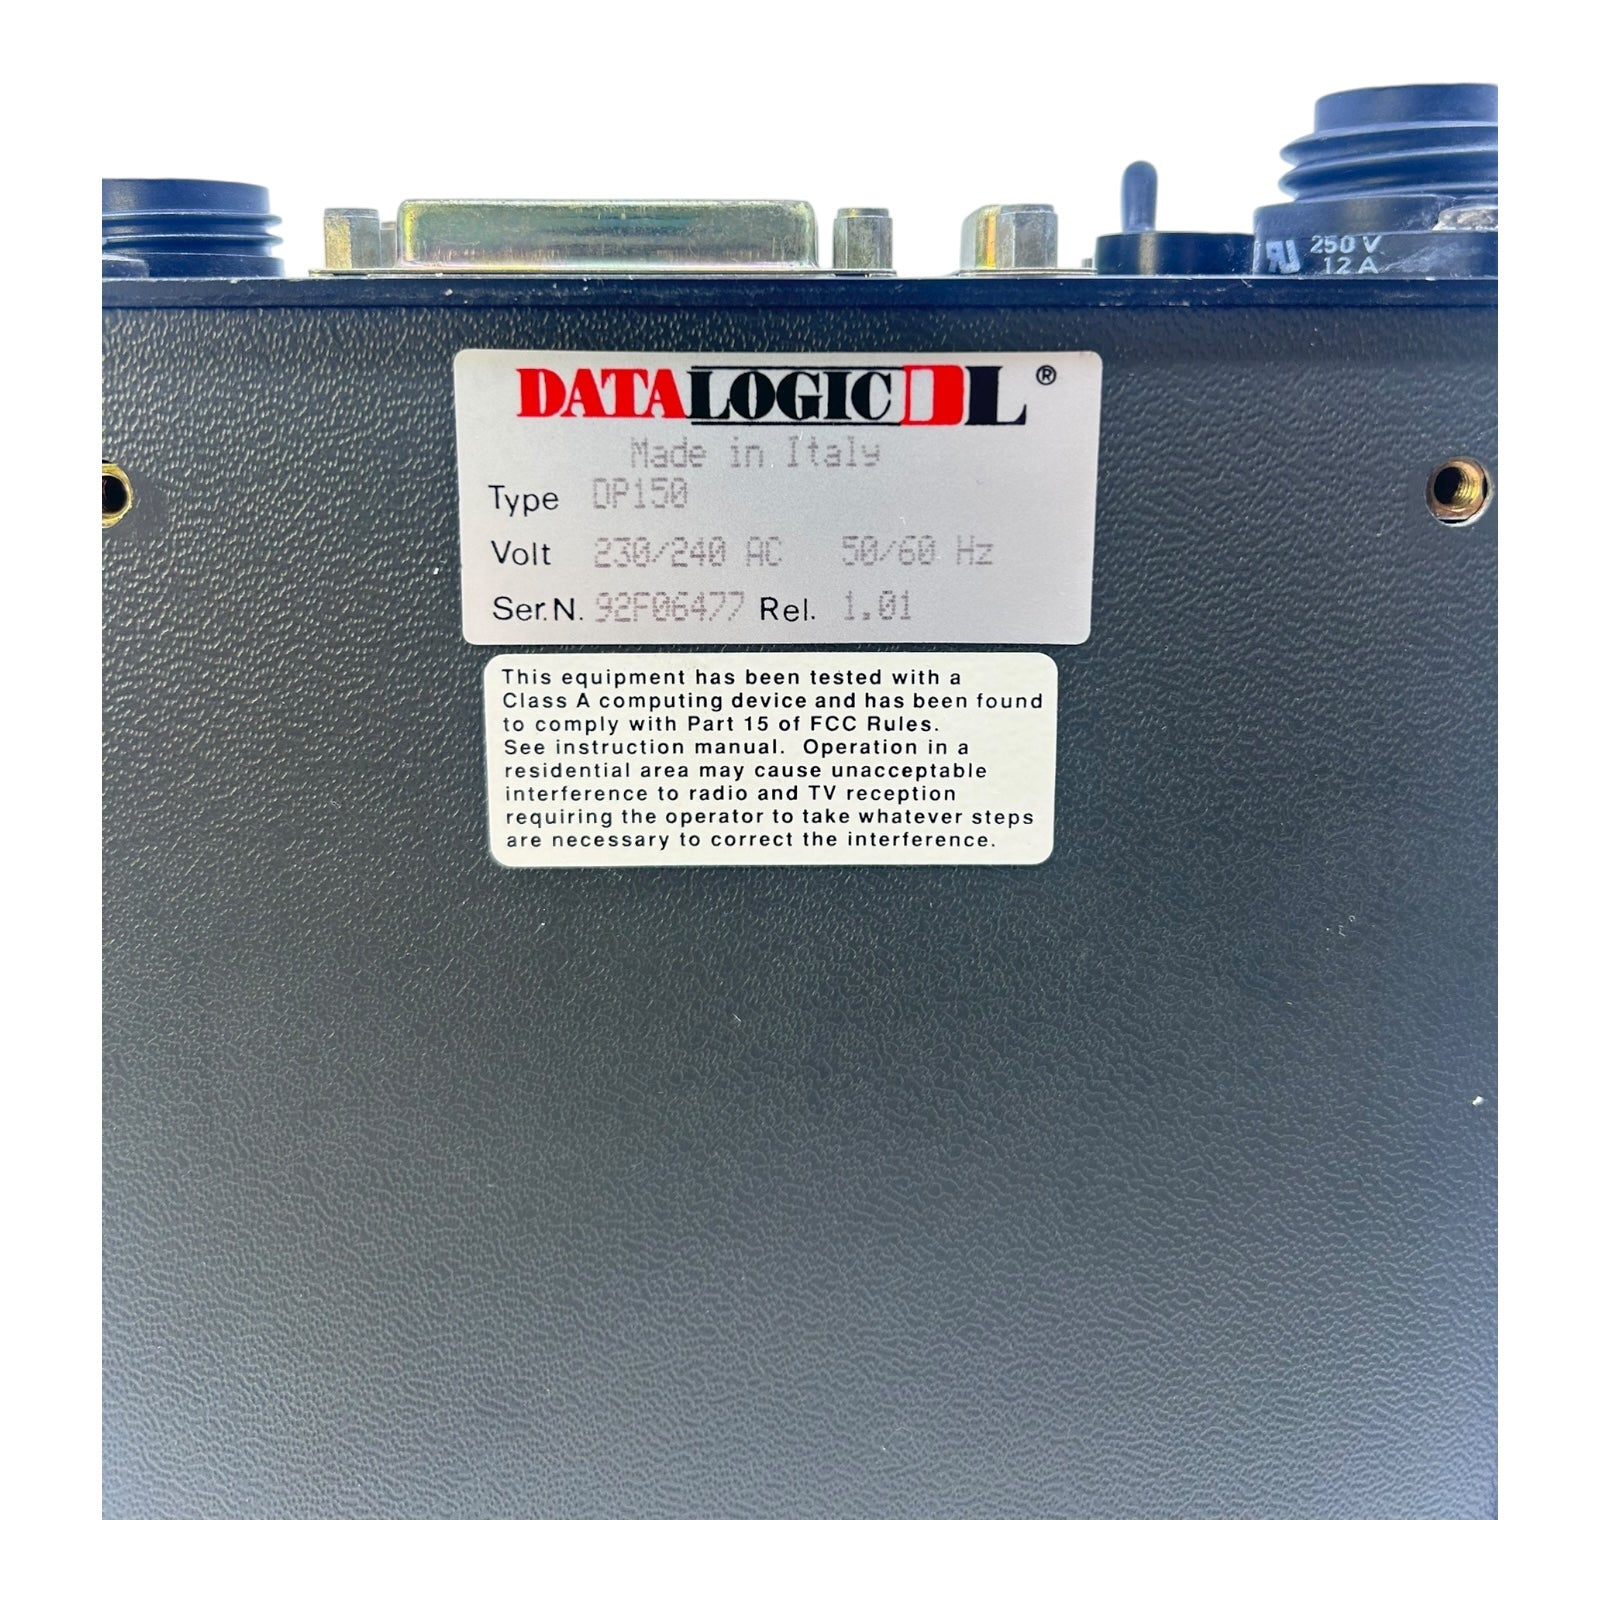 250 V
12 A
DATALOGIC DL ®
Made in Italy
Type DP150
Volt 230/240 AC 50/60 Hz
Ser.N. 92F06477 Rel. 1.01
This equipment has been tested with a
Class A computing device and has been found
to comply with Part 15 of FCC Rules.
See instruction manual. Operation in a
residential area may cause unacceptable
interference to radio and TV reception
requiring the operator to take whatever steps
are necessary to correct the interference.